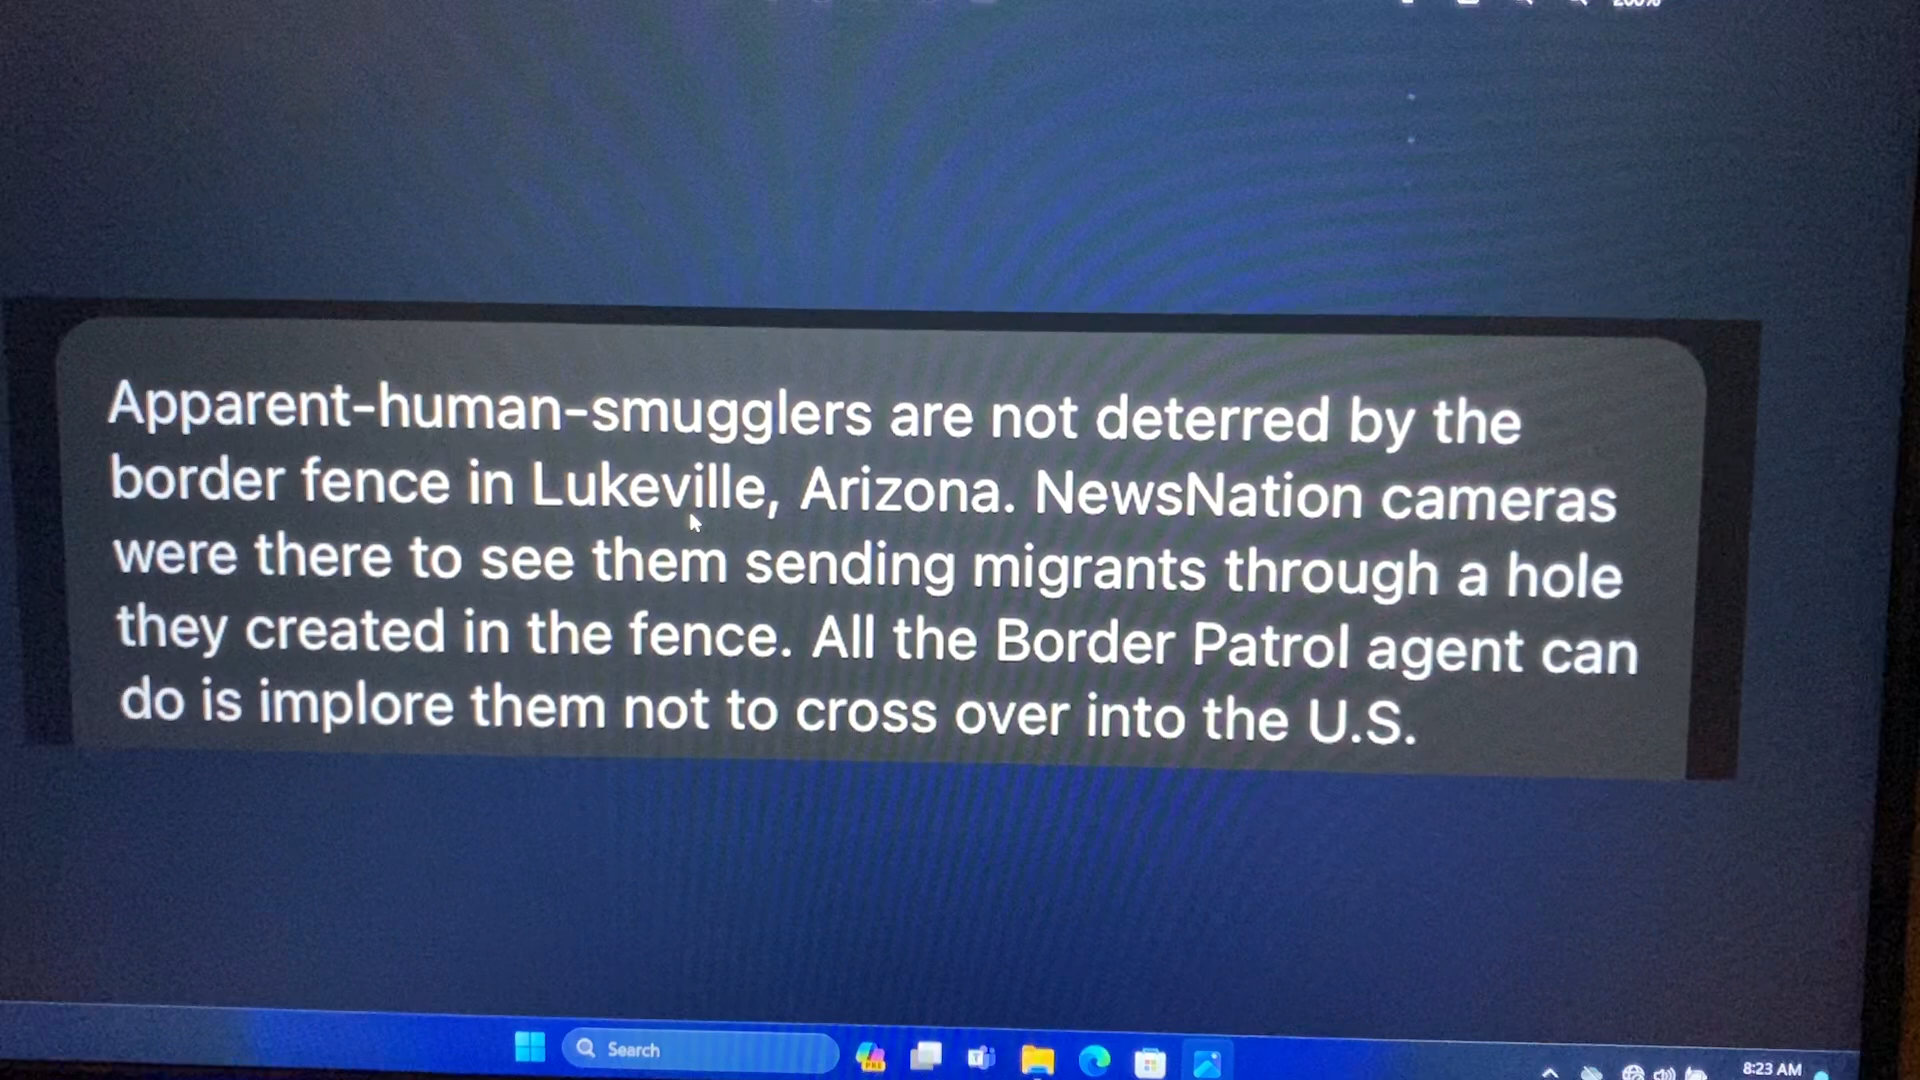 200%
Apparent-human-smugglers are not deterred by the
border fence in Lukeville, Arizona. NewsNation cameras
were there to see them sending migrants through a hole
they created in the fence. All the Border Patrol agent can
do is implore them not to cross over into the U.S.
Search
PRE
8:23 AM